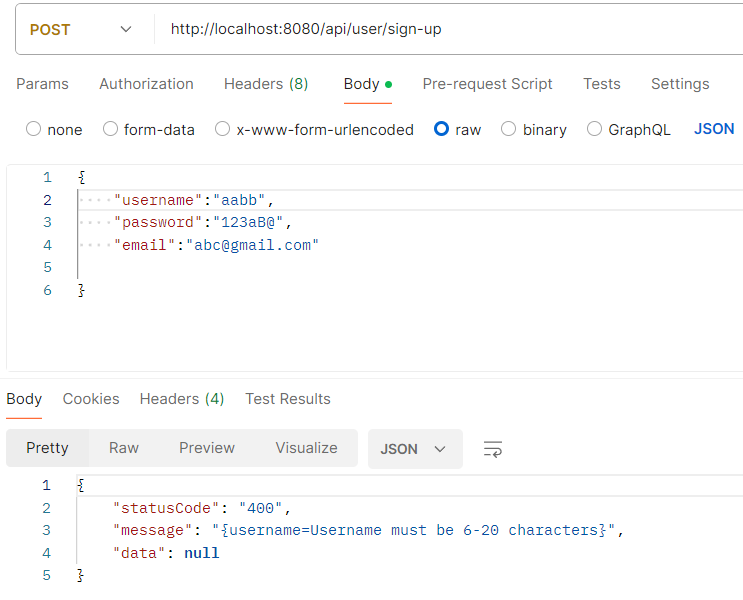 POST http://localhost:8080/api/user/sign-up
Params Authorization Headers (8) Body Pre-request Script Tests Settings
none form-data x-www-form-urlencoded raw binary GraphQL JSON
1 {
2 "username":"aabb",
3 "password":"123aB@",
4 "email":"abc@gmail.com"
5
6 }
Body Cookies Headers (4) Test Results
Pretty Raw Preview Visualize JSON
1 {
2 "statusCode": "400",
3 "message": "{username=Username must be 6-20 characters}",
4 "data": null
5 }